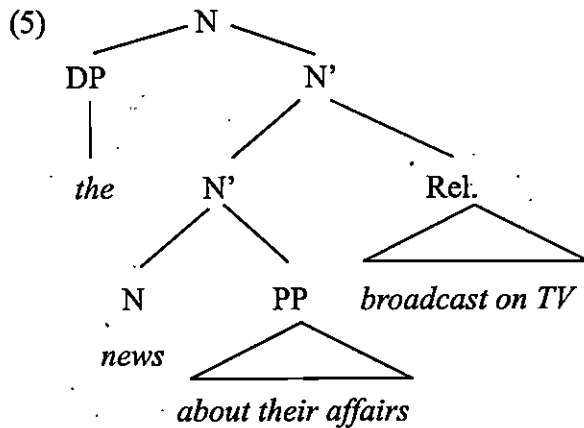 (5) N
DP N'
the N' Rel.
N PP broadcast on TV
news
about their affairs